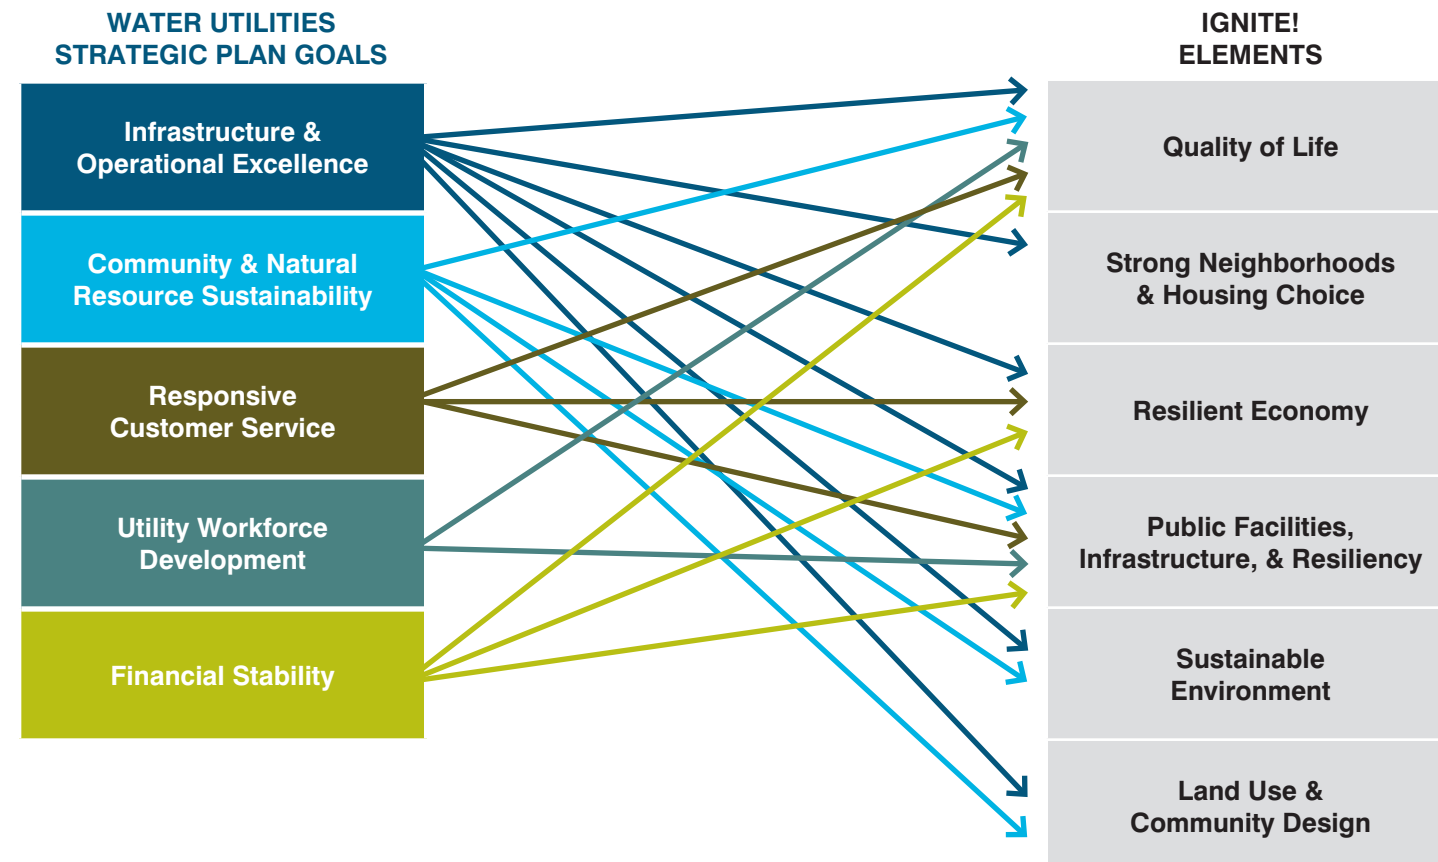 WATER UTILITIES
STRATEGIC PLAN GOALS
Infrastructure &
Operational Excellence
Community & Natural
Resource Sustainability
Responsive
Customer Service
Utility Workforce
Development
Financial Stability
IGNITE!
ELEMENTS
Quality of Life
Strong Neighborhoods
& Housing Choice
Resilient Economy
Public Facilities,
Infrastructure, & Resiliency
Sustainable
Environment
Land Use &
Community Design